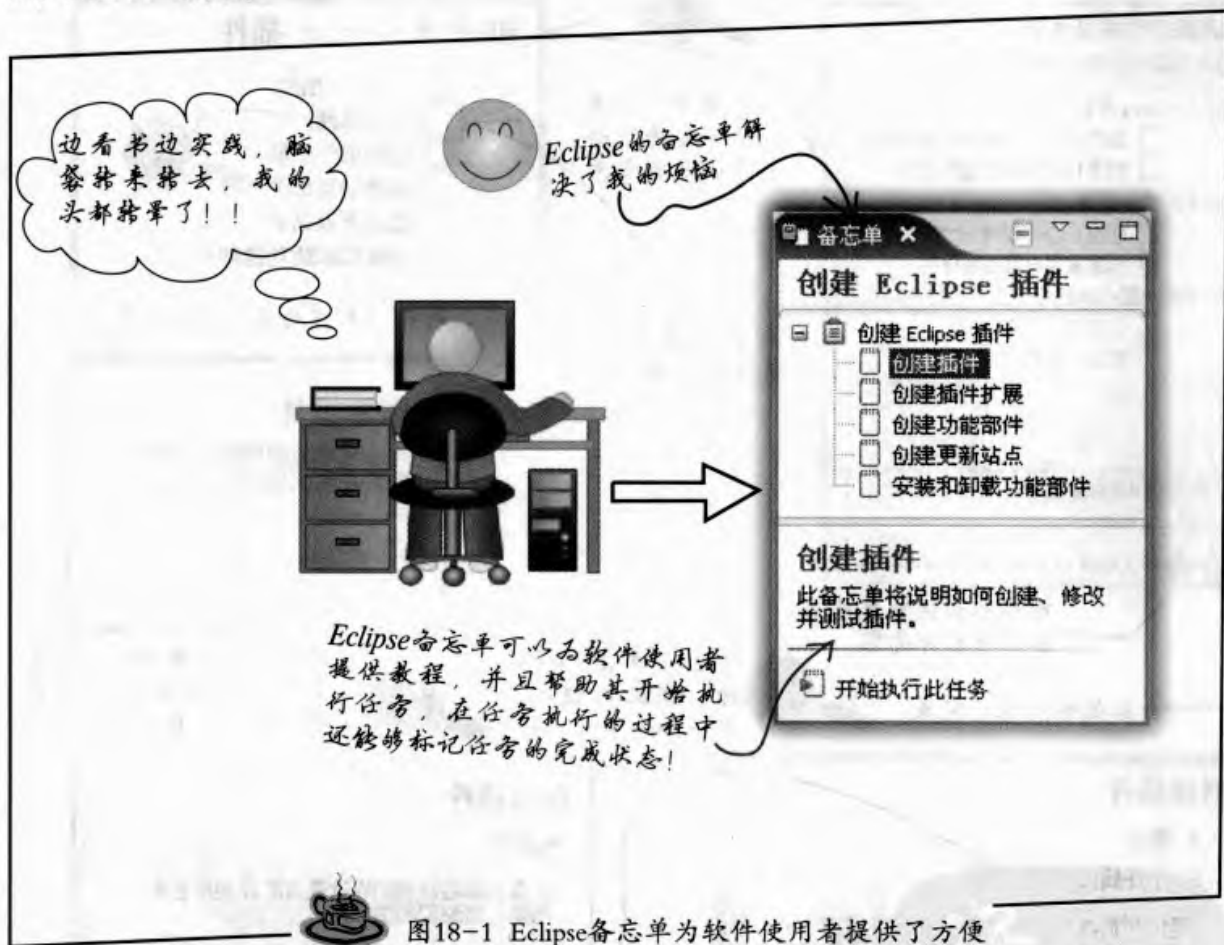 边看书边实践，脑
袋转来转去，我的
头都转晕了！！
Eclipse的备忘单解
决了我的烦恼
备忘单
创建 Eclipse 插件
创建 Eclipse 插件
创建插件
创建插件扩展
创建功能部件
创建更新站点
安装和卸载功能部件
创建插件
此备忘单将说明如何创建、修改
并测试插件。
开始执行此任务
Eclipse备忘单可以为软件使用者
提供教程，并且帮助其开始执
行任务，在任务执行的过程中
还能够标记任务的完成状态！
图18-1 Eclipse备忘单为软件使用者提供了方便